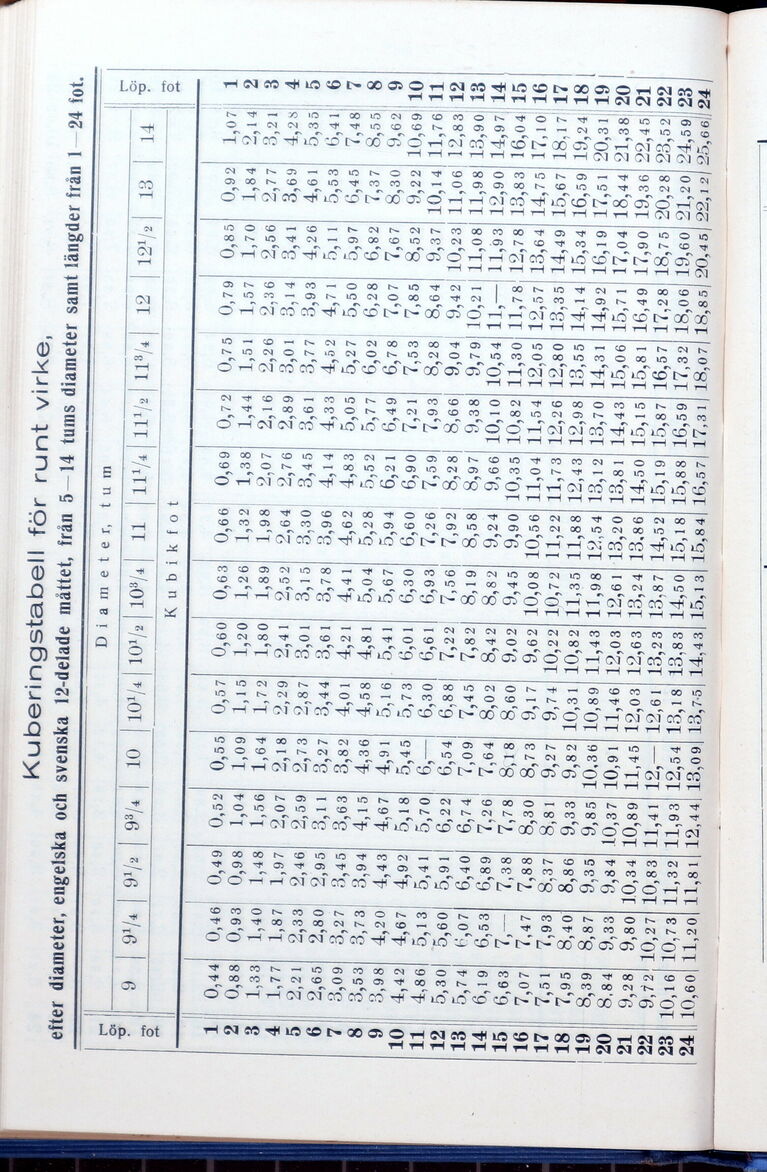 Kuberingstabell för runt virke,
efter diameter, engelska och svenska 12-delade måttet, från 5—14 tums diameter samt längder från 1—24 fot.
Löp. fot Diameter, tum Löp. fot
9 9¹/₄ 9¹/₂ 9³/₄ 10 10¹/₄ 10¹/₂ 10³/₄ 11 11¹/₄ 11¹/₂ 11³/₄ 12 12¹/₂ 13 14
Kubikfot
1 0,44 0,46 0,49 0,52 0,55 0,57 0,60 0,63 0,66 0,69 0,72 0,75 0,79 0,85 0,92 1,07 1
2 0,88 0,93 0,98 1,04 1,09 1,15 1,20 1,26 1,32 1,38 1,44 1,51 1,57 1,70 1,84 2,14 2
3 1,33 1,40 1,48 1,56 1,64 1,72 1,80 1,89 1,98 2,07 2,16 2,26 2,36 2,56 2,77 3,21 3
4 1,77 1,87 1,97 2,07 2,18 2,29 2,41 2,52 2,64 2,76 2,89 3,01 3,14 3,41 3,69 4,28 4
5 2,21 2,33 2,46 2,59 2,73 2,87 3,01 3,15 3,30 3,45 3,61 3,77 3,93 4,26 4,61 5,35 5
6 2,65 2,80 2,95 3,11 3,27 3,44 3,61 3,78 3,96 4,14 4,33 4,52 4,71 5,11 5,53 6,41 6
7 3,09 3,27 3,45 3,63 3,82 4,01 4,21 4,41 4,62 4,83 5,05 5,27 5,50 5,97 6,45 7,48 7
8 3,53 3,73 3,94 4,15 4,36 4,58 4,81 5,04 5,28 5,52 5,77 6,02 6,28 6,82 7,37 8,55 8
9 3,98 4,20 4,43 4,67 4,91 5,16 5,41 5,67 5,94 6,21 6,49 6,78 7,07 7,67 8,30 9,62 9
10 4,42 4,67 4,92 5,18 5,45 5,73 6,01 6,30 6,60 6,90 7,21 7,53 7,85 8,52 9,22 10,69 10
11 4,86 5,13 5,41 5,70 6,— 6,30 6,61 6,93 7,26 7,59 7,93 8,28 8,64 9,37 10,14 11,76 11
12 5,30 5,60 5,91 6,22 6,54 6,88 7,22 7,56 7,92 8,28 8,66 9,04 9,42 10,23 11,06 12,83 12
13 5,74 6,07 6,40 6,74 7,09 7,45 7,82 8,19 8,58 8,97 9,38 9,79 10,21 11,08 11,98 13,90 13
14 6,19 6,53 6,89 7,26 7,64 8,02 8,42 8,82 9,24 9,66 10,10 10,54 11,— 11,93 12,90 14,97 14
15 6,63 7,— 7,38 7,78 8,18 8,60 9,02 9,45 9,90 10,35 10,82 11,30 11,78 12,78 13,83 16,04 15
16 7,07 7,47 7,88 8,30 8,73 9,17 9,62 10,08 10,56 11,04 11,54 12,05 12,57 13,64 14,75 17,10 16
17 7,51 7,93 8,37 8,81 9,27 9,74 10,22 10,72 11,22 11,73 12,26 12,80 13,35 14,49 15,67 18,17 17
18 7,95 8,40 8,86 9,33 9,82 10,31 10,82 11,35 11,88 12,43 12,98 13,55 14,14 15,34 16,59 19,24 18
19 8,39 8,87 9,35 9,85 10,36 10,89 11,43 11,98 12,54 13,12 13,70 14,31 14,92 16,19 17,51 20,31 19
20 8,84 9,33 9,84 10,37 10,91 11,46 12,03 12,61 13,20 13,81 14,43 15,06 15,71 17,04 18,44 21,38 20
21 9,28 9,80 10,34 10,89 11,45 12,03 12,63 13,24 13,86 14,50 15,15 15,81 16,49 17,90 19,36 22,45 21
22 9,72 10,27 10,83 11,41 12,— 12,61 13,23 13,87 14,52 15,19 15,87 16,57 17,28 18,75 20,28 23,52 22
23 10,16 10,73 11,32 11,93 12,54 13,18 13,83 14,50 15,18 15,88 16,59 17,32 18,06 19,60 21,20 24,59 23
24 10,60 11,20 11,81 12,44 13,09 13,75 14,43 15,13 15,84 16,57 17,31 18,07 18,85 20,45 22,12 25,66 24